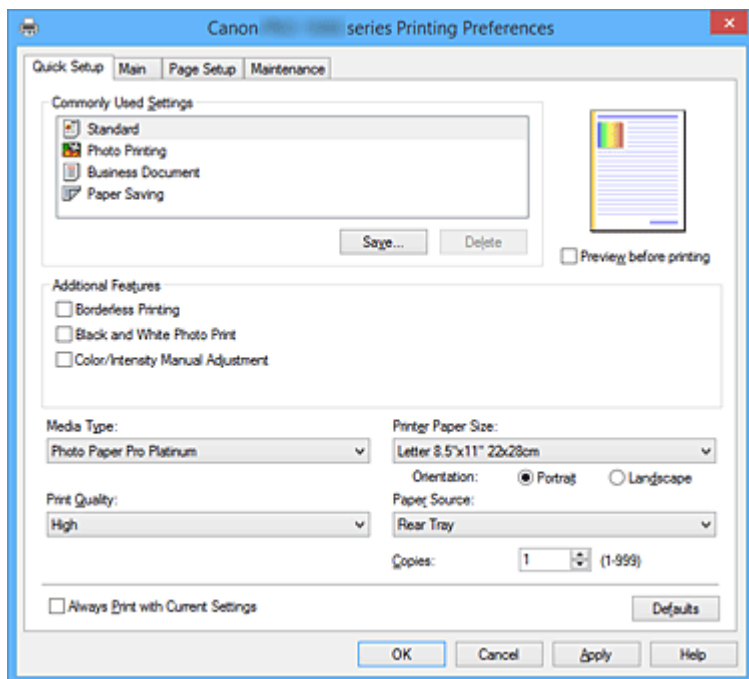 Canon series Printing Preferences
Quick Setup Main Page Setup Maintenance
Commonly Used Settings
Standard
Photo Printing
Business Document
Paper Saving
Save... Delete
Preview before printing
Additional Features
Borderless Printing
Black and White Photo Print
Color/Intensity Manual Adjustment
Media Type: Printer Paper Size:
Photo Paper Pro Platinum Letter 8.5"x11" 22x28cm
Orientation: Portrait Landscape
Print Quality: Paper Source:
High Rear Tray
Copies: 1 (1-999)
Always Print with Current Settings Defaults
OK Cancel Apply Help